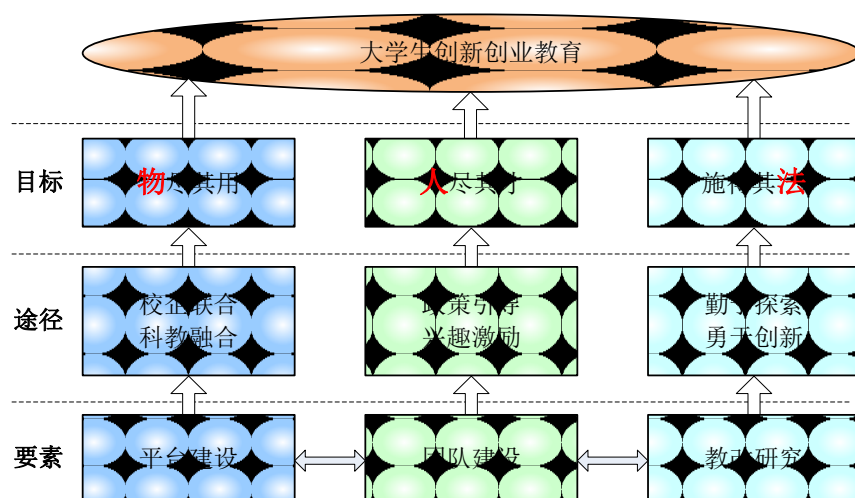 大学生创新创业教育
目标
物尽其用
人尽其才
施得其法
途径
校企联合
科教融合
政策引导
兴趣激励
勤于探索
勇于创新
要素
平台建设
团队建设
教改研究